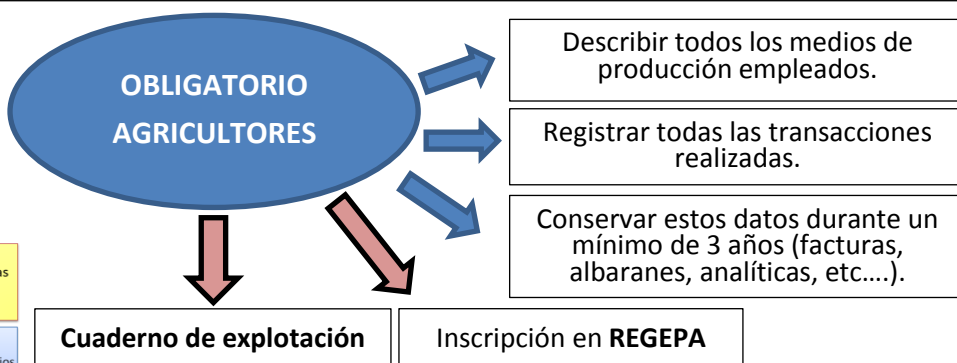 OBLIGATORIO
AGRICULTORES
Describir todos los medios de
producción empleados.
Registrar todas las transacciones
realizadas.
Conservar estos datos durante un
mínimo de 3 años (facturas,
albaranes, analíticas, etc....).
Cuaderno de explotación
Inscripción en REGEPA